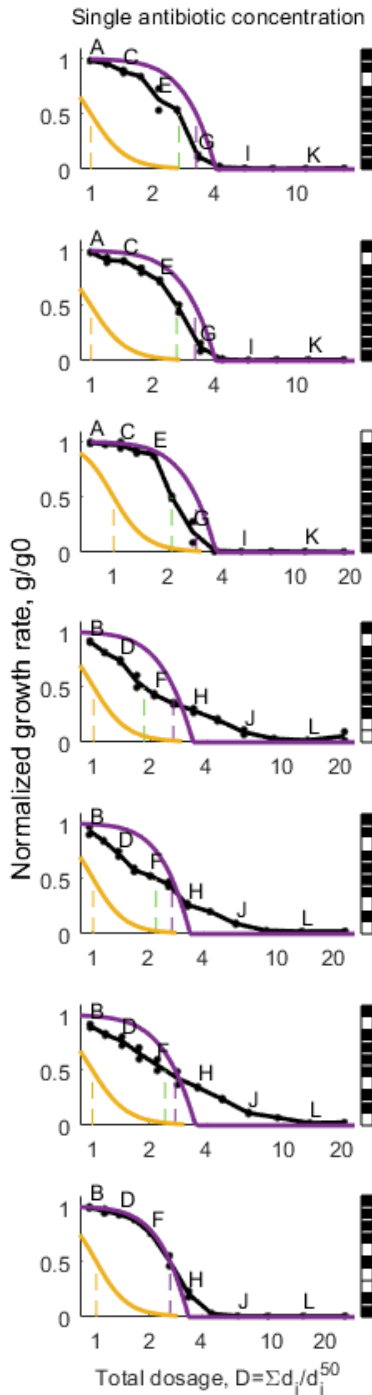 Single antibiotic concentration
Normalized growth rate, g/g0
1
0.5
0
A C E G I K
1 2 4 10
1
0.5
0
A C E G I K
1 2 4 10
1
0.5
0
A C E G I K
1 2 4 10 20
1
0.5
0
B D F H J L
1 2 4 10 20
1
0.5
0
B D F H J L
1 2 4 10 20
1
0.5
0
B D F H J L
1 2 4 10 20
1
0.5
0
B D F H J L
1 2 4 10 20
Total dosage, D=Σd_i/d_i^50